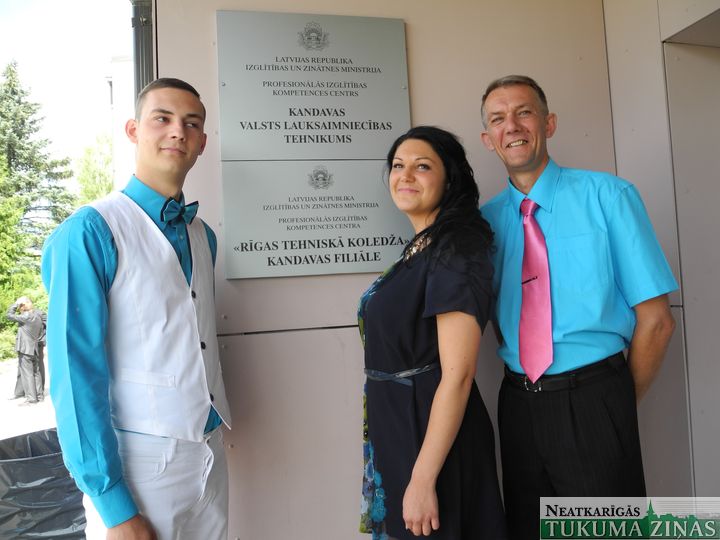 LATVIJAS REPUBLIKA
IZGLĪTĪBAS UN ZINĀTNES MINISTRIJA
PROFESIONĀLĀS IZGLĪTĪBAS
KOMPETENCES CENTRS
KANDAVAS
VALSTS LAUKSAIMNIECĪBAS
TEHNIKUMS
LATVIJAS REPUBLIKA
IZGLĪTĪBAS UN ZINĀTNES MINISTRIJA
PROFESIONĀLĀS IZGLĪTĪBAS
KOMPETENCES CENTRA
«RĪGAS TEHNISKĀ KOLEDŽA»
KANDAVAS FILIĀLE
NEATKARĪGĀS
TUKUMA ZIŅAS